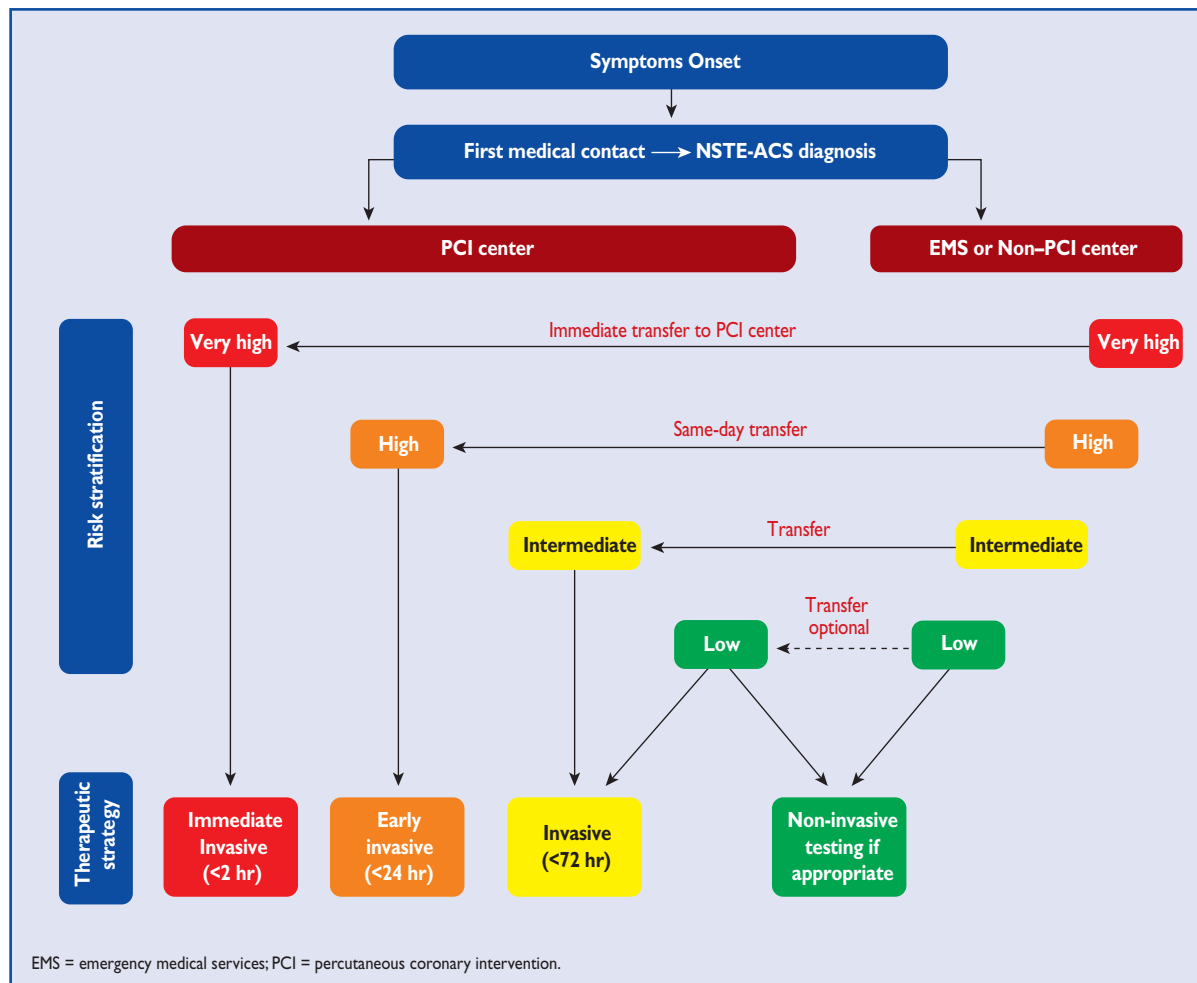 Symptoms Onset
First medical contact → NSTE-ACS diagnosis
PCI center
EMS or Non–PCI center
Risk stratification
Very high
Immediate transfer to PCI center
Very high
High
Same-day transfer
High
Intermediate
Transfer
Intermediate
Transfer
optional
Low
Low
Therapeutic
strategy
Immediate
Invasive
(<2 hr)
Early
invasive
(<24 hr)
Invasive
(<72 hr)
Non-invasive
testing if
appropriate
EMS = emergency medical services; PCI = percutaneous coronary intervention.